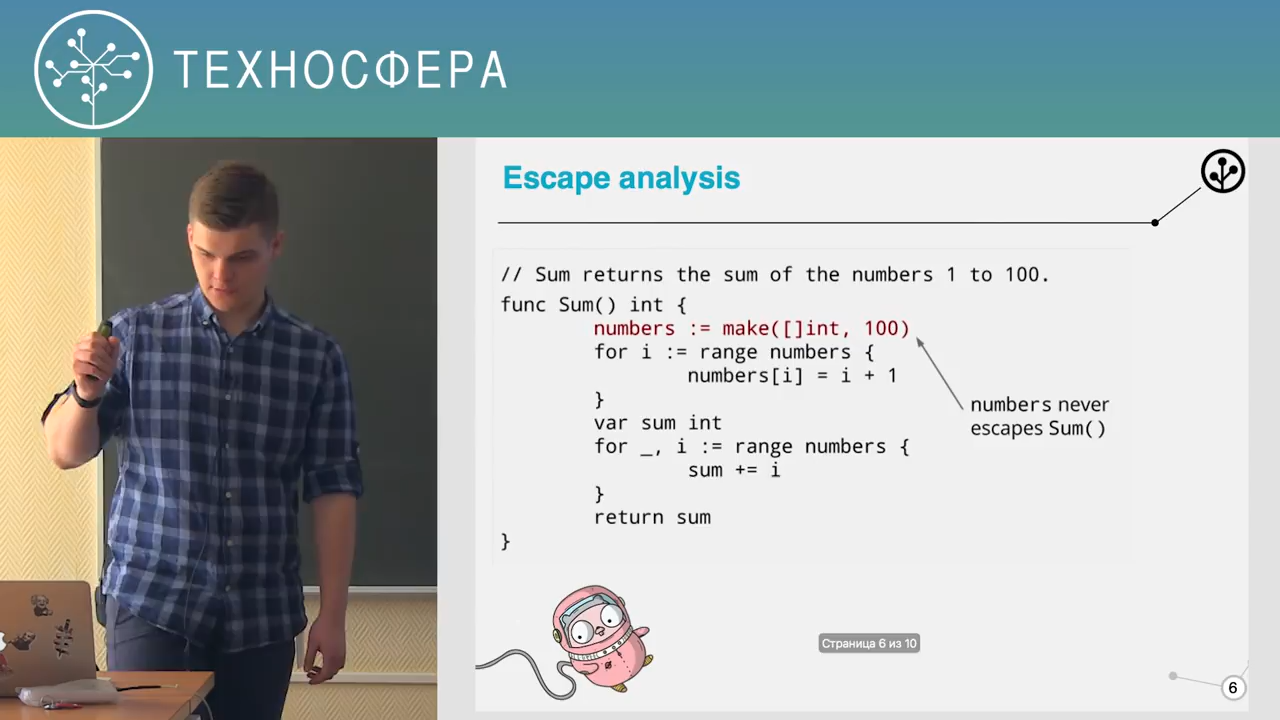 ТЕХНОСФЕРА
Escape analysis
// Sum returns the sum of the numbers 1 to 100.
func Sum() int {
numbers := make([]int, 100)
for i := range numbers {
numbers[i] = i + 1
}
var sum int
for _, i := range numbers {
sum += i
}
return sum
}
numbers never
escapes Sum()
Страница 6 из 10
6